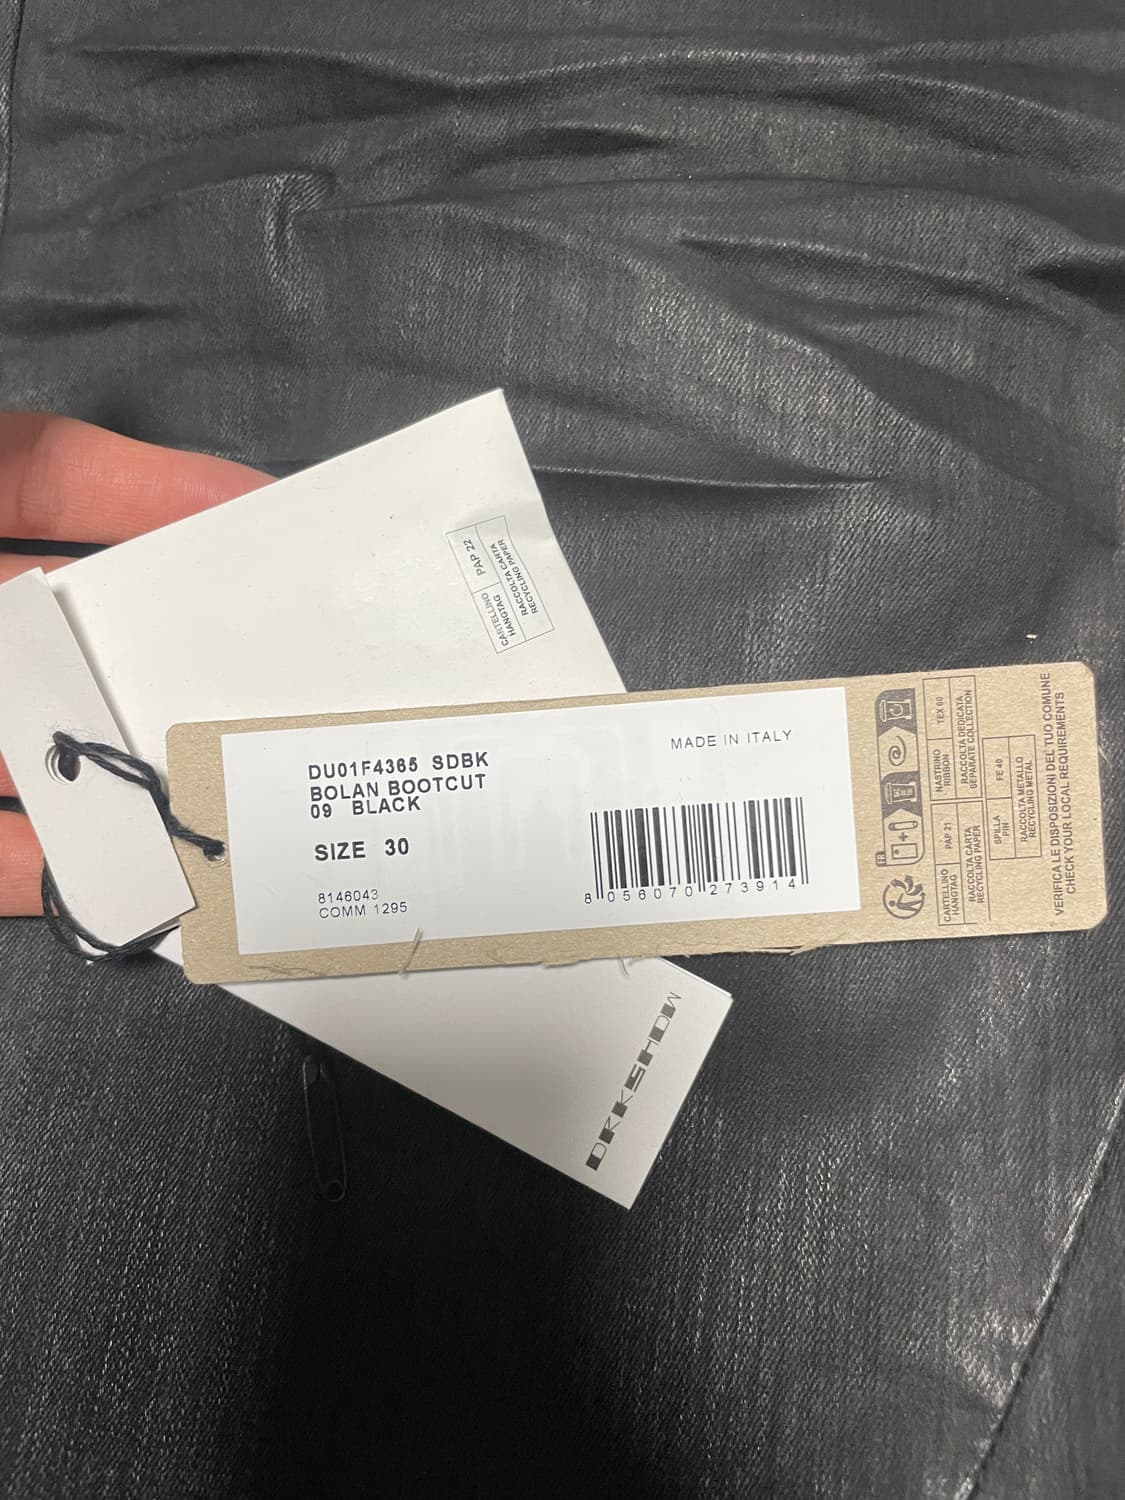 CARTELLINO
HANGTAG
PAP 22
RACCOLTA CARTA
RECYCLING PAPER
DU01F4365 SDBK
BOLAN BOOTCUT
09 BLACK
SIZE 30
8146043
COMM 1295
MADE IN ITALY
8 056070 273914
CARTELLINO
HANGTAG
PAP 21
NASTRINO
RIBBON
TEX 60
RACCOLTA CARTA
RECYCLING PAPER
RACCOLTA DEDICATA
SEPARATE COLLECTION
SPILLA
PIN
FE 40
RACCOLTA METALLO
RECYCLING METAL
VERIFICA LE DISPOSIZIONI DEL TUO COMUNE
CHECK YOUR LOCAL REQUIREMENTS
DRKSHDW